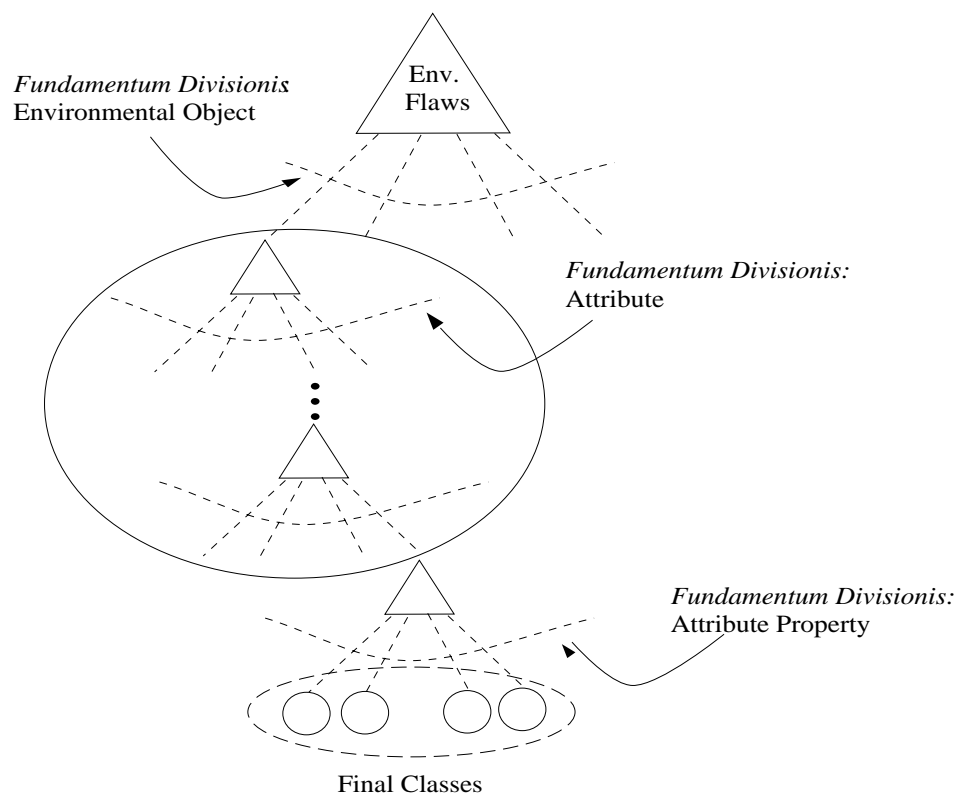 Env.
Flaws
Fundamentum Divisionis:
Environmental Object
Fundamentum Divisionis:
Attribute
Fundamentum Divisionis:
Attribute Property
Final Classes